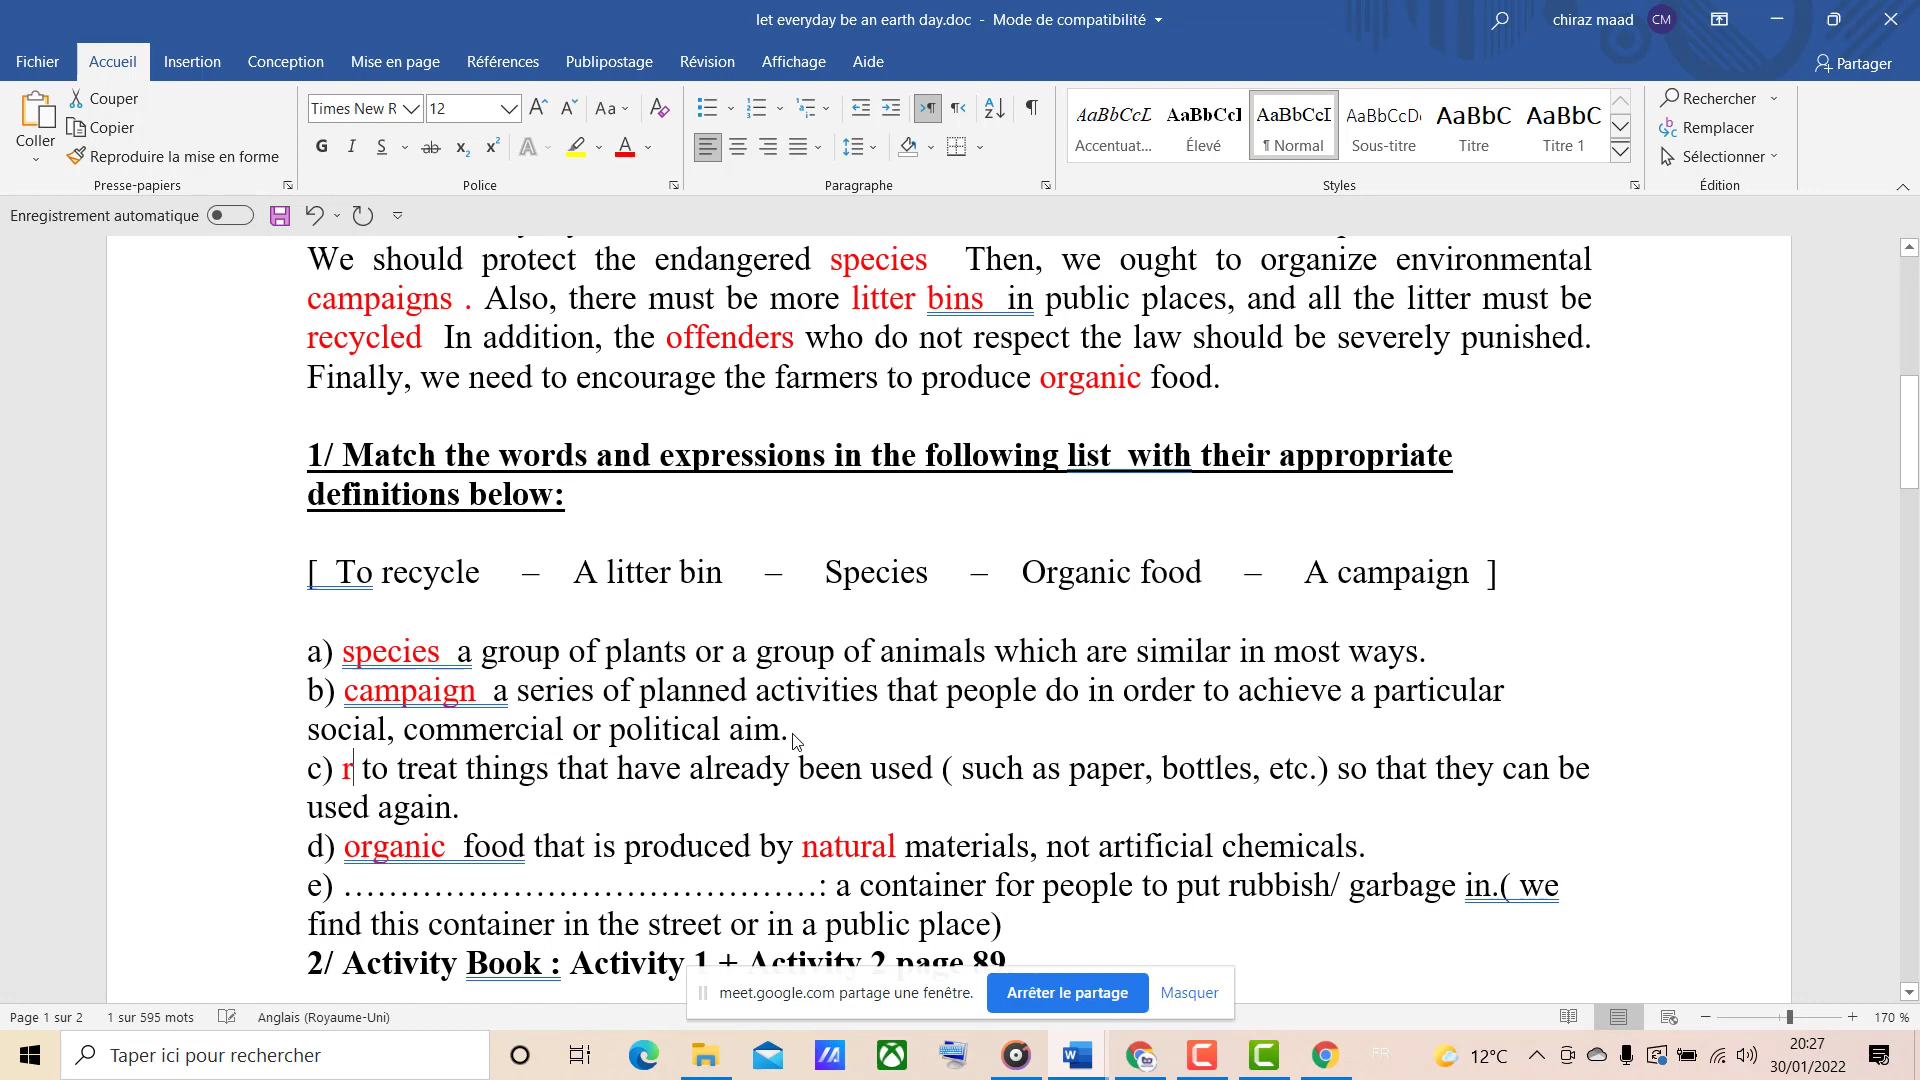 let everyday be an earth day.doc - Mode de compatibilité
chiraz maad CM
Fichier Accueil Insertion Conception Mise en page Références Publipostage Révision Affichage Aide Partager
Coller
Couper
Copier
Reproduire la mise en forme
Presse-papiers
Times New R 12
G I S ab x₂ x² A A
Police
Paragraphe
AaBbCcL AaBbCcI AaBbCcI AaBbCcD AaBbC AaBbC
Accentuat... Élevé ¶ Normal Sous-titre Titre Titre 1
Styles
Rechercher
Remplacer
Sélectionner
Édition
Enregistrement automatique
We should protect the endangered species Then, we ought to organize environmental
campaigns . Also, there must be more litter bins in public places, and all the litter must be
recycled In addition, the offenders who do not respect the law should be severely punished.
Finally, we need to encourage the farmers to produce organic food.
1/ Match the words and expressions in the following list with their appropriate
definitions below:
[ To recycle – A litter bin – Species – Organic food – A campaign ]
a) species a group of plants or a group of animals which are similar in most ways.
b) campaign a series of planned activities that people do in order to achieve a particular
social, commercial or political aim.
c) r to treat things that have already been used ( such as paper, bottles, etc.) so that they can be
used again.
d) organic food that is produced by natural materials, not artificial chemicals.
e) ……………………………………: a container for people to put rubbish/ garbage in.( we
find this container in the street or in a public place)
2/ Activity Book : Activity 1 + Activity 2 page 89
meet.google.com partage une fenêtre. Arrêter le partage Masquer
Page 1 sur 2 1 sur 595 mots Anglais (Royaume-Uni) 170 %
Taper ici pour rechercher
FR
12°C
20:27
30/01/2022